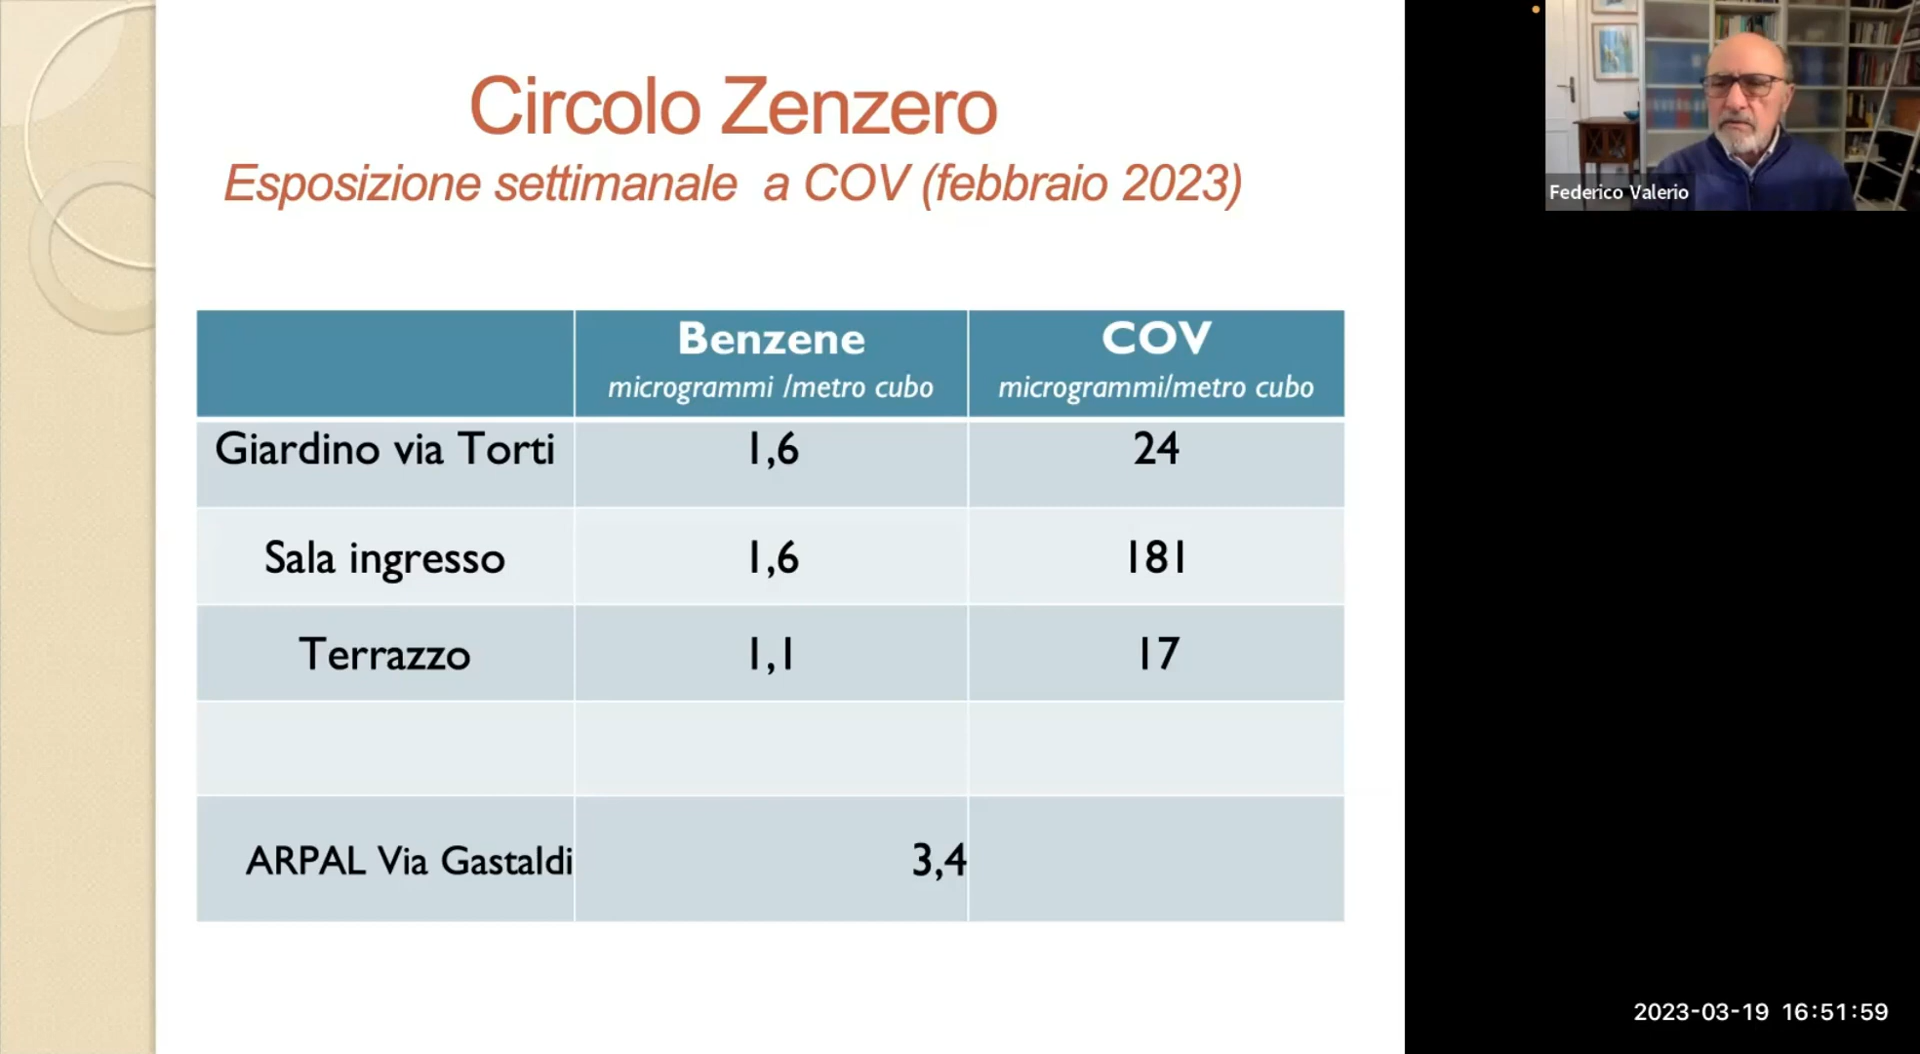 Circolo Zenzero
Esposizione settimanale a COV (febbraio 2023)
Benzene COV
microgrammi /metro cubo microgrammi/metro cubo
Giardino via Torti 1,6 24
Sala ingresso 1,6 181
Terrazzo 1,1 17
ARPAL Via Gastaldi 3,4
Federico Valerio
2023-03-19 16:51:59